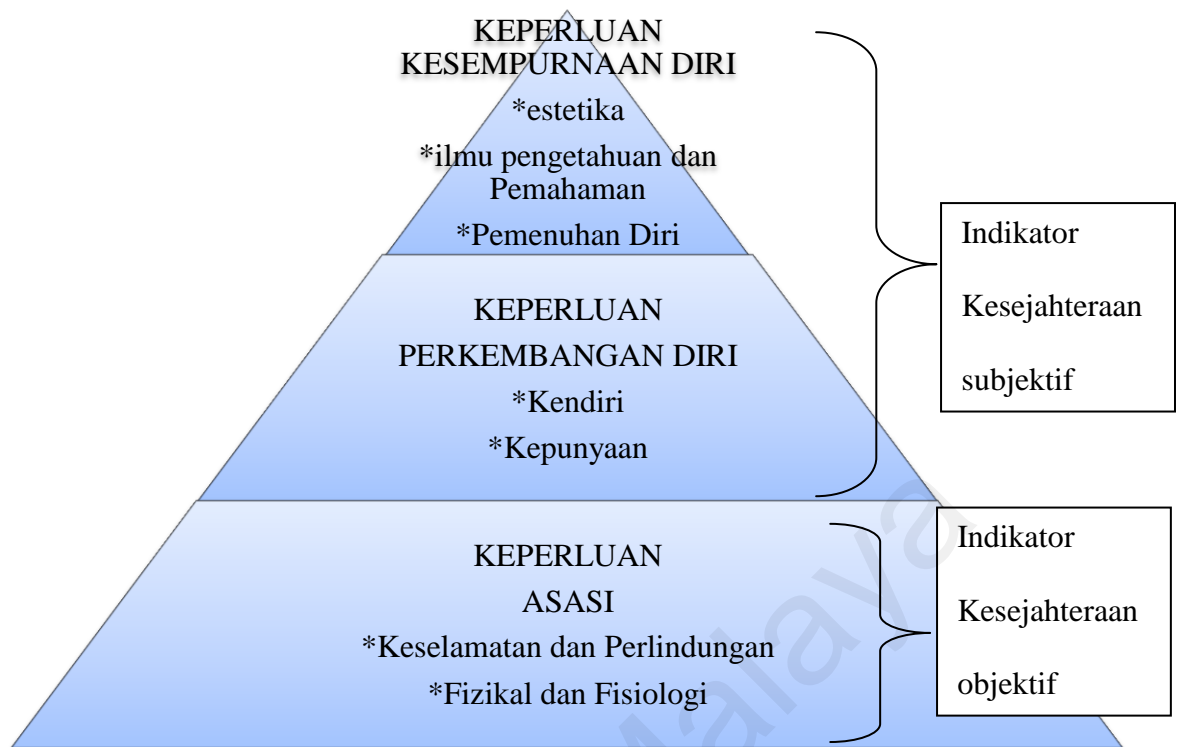 KEPERLUAN
KESEMPURNAAN DIRI
*estetika
*ilmu pengetahuan dan
Pemahaman
*Pemenuhan Diri
Indikator
Kesejahteraan
subjektif
KEPERLUAN
PERKEMBANGAN DIRI
*Kendiri
*Kepunyaan
KEPERLUAN
ASASI
*Keselamatan dan Perlindungan
*Fizikal dan Fisiologi
Indikator
Kesejahteraan
objektif
Malaya